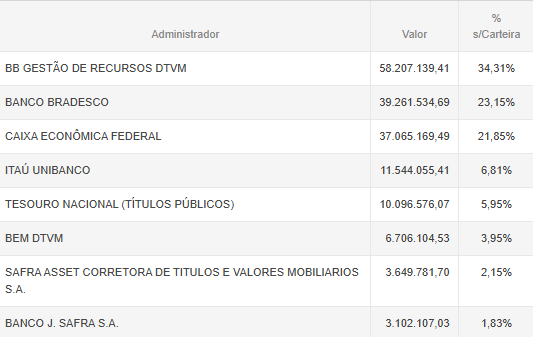 Administrador Valor % s/Carteira
BB GESTÃO DE RECURSOS DTVM 58.207.139,41 34,31%
BANCO BRADESCO 39.261.534,69 23,15%
CAIXA ECONÔMICA FEDERAL 37.065.169,49 21,85%
ITAÚ UNIBANCO 11.544.055,41 6,81%
TESOURO NACIONAL (TÍTULOS PÚBLICOS) 10.096.576,07 5,95%
BEM DTVM 6.706.104,53 3,95%
SAFRA ASSET CORRETORA DE TITULOS E VALORES MOBILIARIOS 3.649.781,70 2,15%
S.A.
BANCO J. SAFRA S.A. 3.102.107,03 1,83%